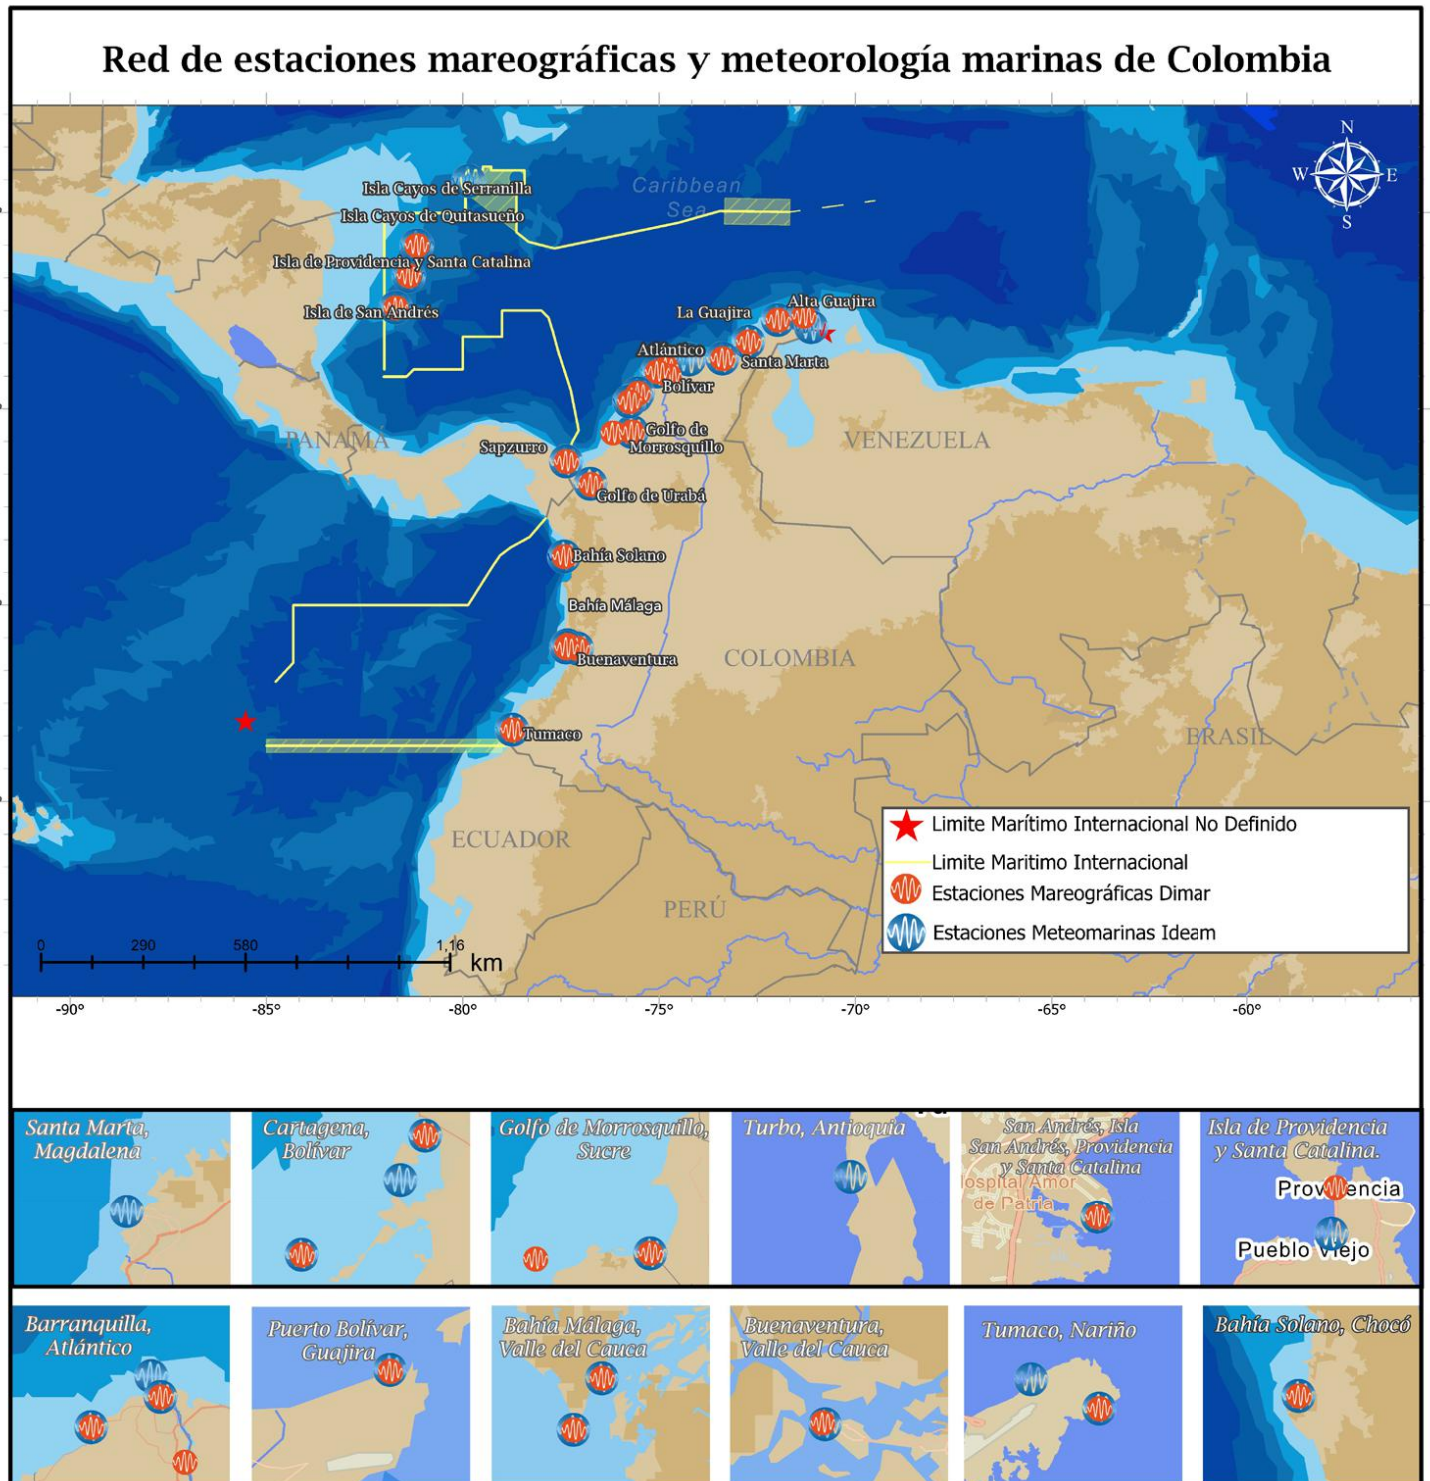 Red de estaciones mareográficas y meteorología marinas de Colombia
N
W E
S
Caribbean
Sea
Isla Cayos de Serranilla
Isla Cayos de Quitasueño
Isla de Providencia y Santa Catalina
Isla de San Andrés
La Guajira
Alta Guajira
Atlántico
Santa Marta
Bolívar
Golfo de
Morrosquillo
PANAMÁ
VENEZUELA
Sapzurro
Golfo de Urabá
Bahía Solano
Bahía Málaga
Buenaventura
COLOMBIA
Tumaco
BRASIL
ECUADOR
PERÚ
Limite Marítimo Internacional No Definido
Limite Maritimo Internacional
Estaciones Mareográficas Dimar
Estaciones Meteomarinas Ideam
0 290 580 1,16
km
-90° -85° -80° -75° -70° -65° -60°
Santa Marta,
Magdalena
Cartagena,
Bolívar
Golfo de Morrosquillo,
Sucre
Turbo, Antioquia
San Andrés, Isla
San Andrés, Providencia
y Santa Catalina
ospital Amor
de Patria
Isla de Providencia
y Santa Catalina.
Providencia
Pueblo Viejo
Barranquilla,
Atlántico
Puerto Bolívar,
Guajira
Bahía Málaga,
Valle del Cauca
Buenaventura,
Valle del Cauca
Tumaco, Nariño
Bahía Solano, Chocó